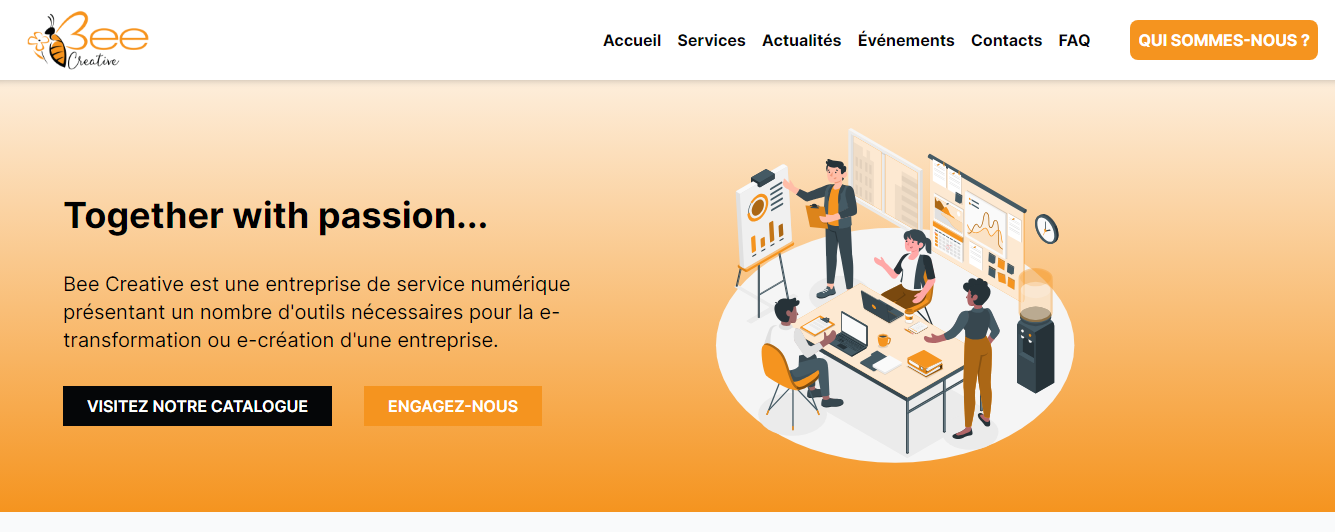 Bee
Creative
Accueil Services Actualités Événements Contacts FAQ QUI SOMMES-NOUS ?
Together with passion...
Bee Creative est une entreprise de service numérique
présentant un nombre d'outils nécessaires pour la e-
transformation ou e-création d'une entreprise.
VISITEZ NOTRE CATALOGUE ENGAGEZ-NOUS